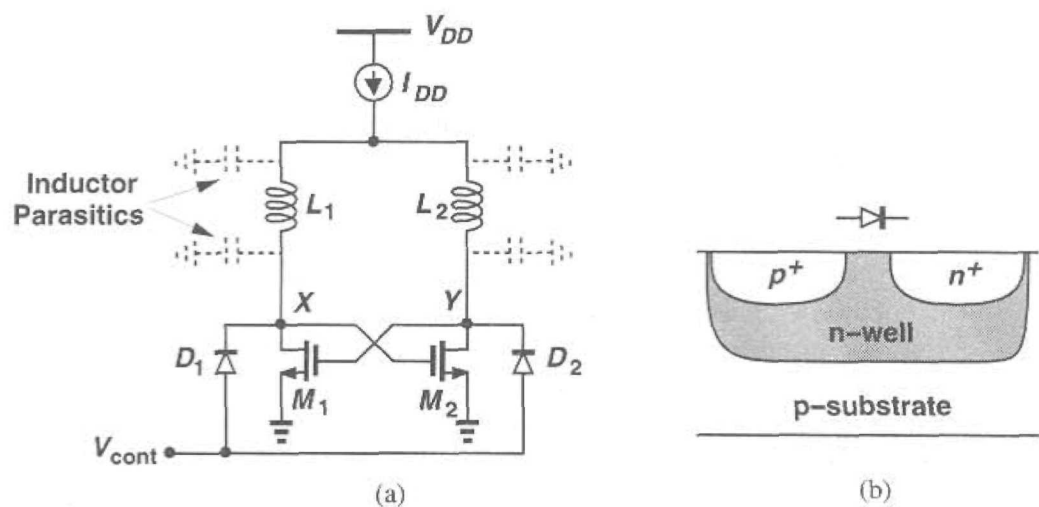 V_DD
I_DD
Inductor
Parasitics
L_1
L_2
X
Y
D_1
M_1
M_2
D_2
V_cont
(a)
p+
n+
n–well
p–substrate
(b)